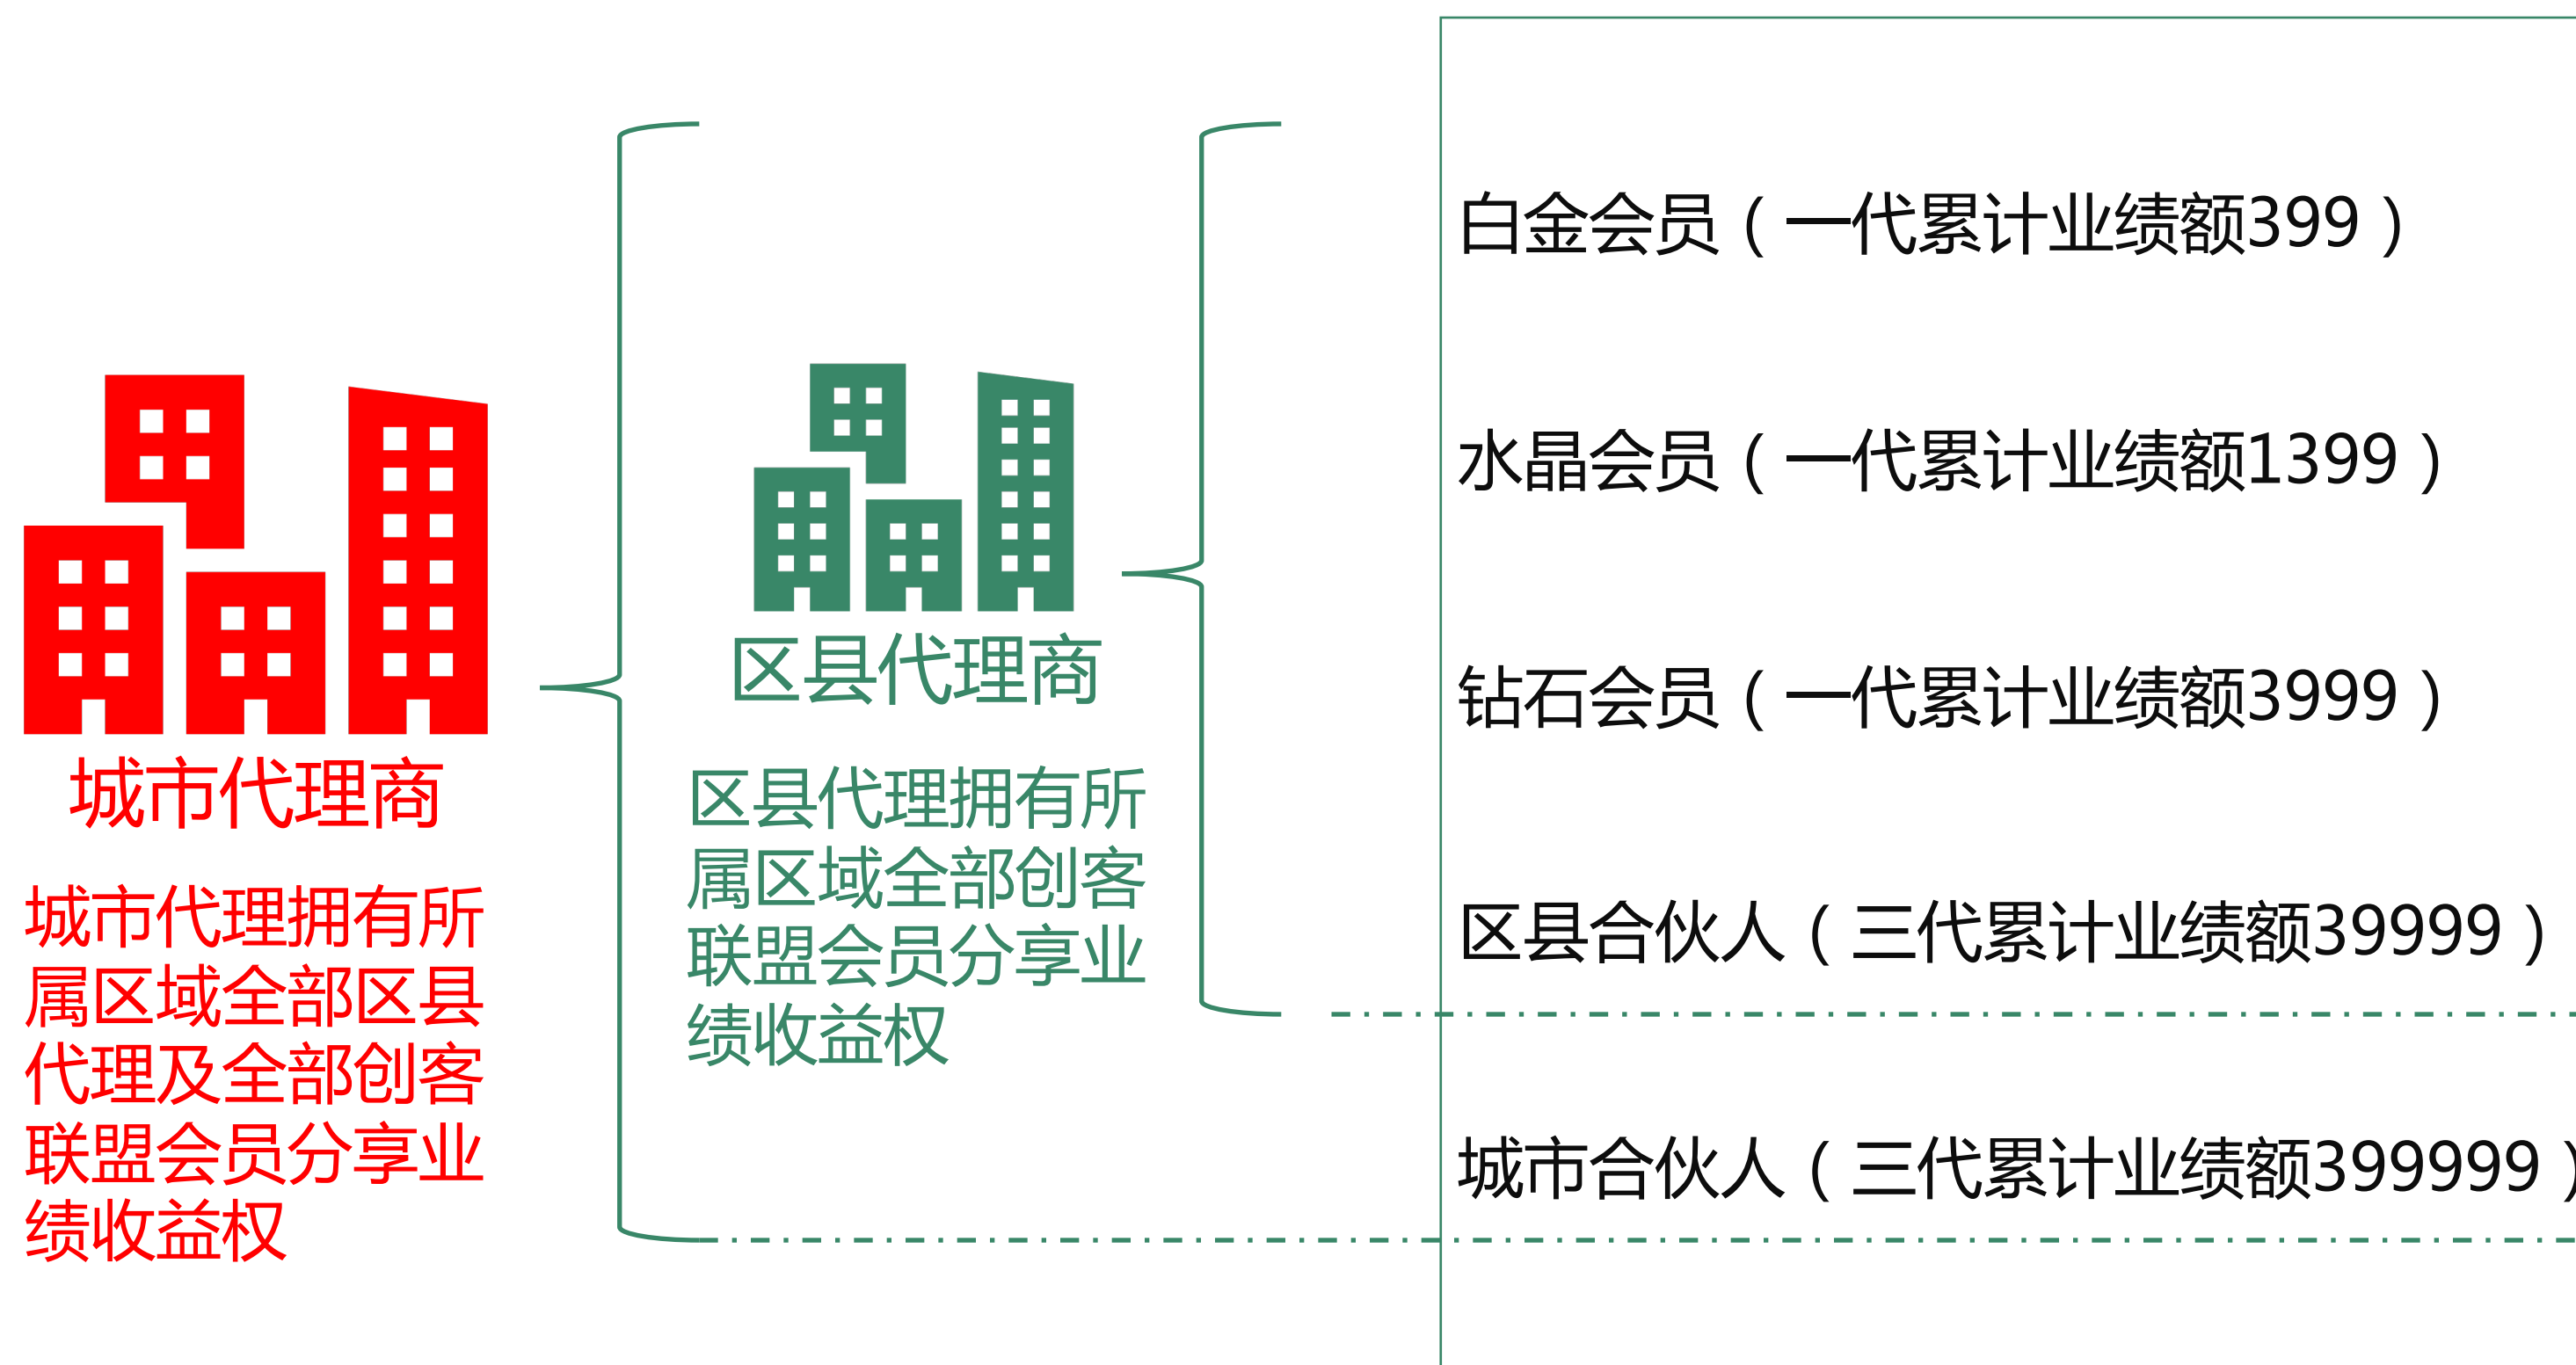 城市代理商
城市代理拥有所
属区域全部区县
代理及全部创客
联盟会员分享业
绩收益权
区县代理商
区县代理拥有所
属区域全部创客
联盟会员分享业
绩收益权
白金会员（一代累计业绩额399）
水晶会员（一代累计业绩额1399）
钻石会员（一代累计业绩额3999）
区县合伙人（三代累计业绩额39999）
城市合伙人（三代累计业绩额399999）